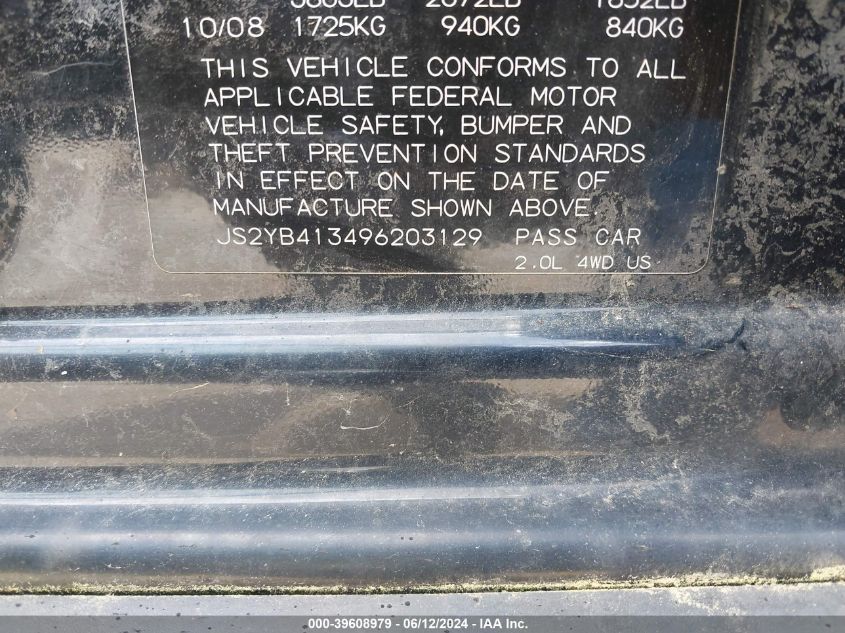 10/08 1725KG 940KG 840KG
THIS VEHICLE CONFORMS TO ALL
APPLICABLE FEDERAL MOTOR
VEHICLE SAFETY, BUMPER AND
THEFT PREVENTION STANDARDS
IN EFFECT ON THE DATE OF
MANUFACTURE SHOWN ABOVE.
JS2YB413496203129 PASS CAR
2.0L 4WD US
000-39608979 - 06/12/2024 - IAAI.COM